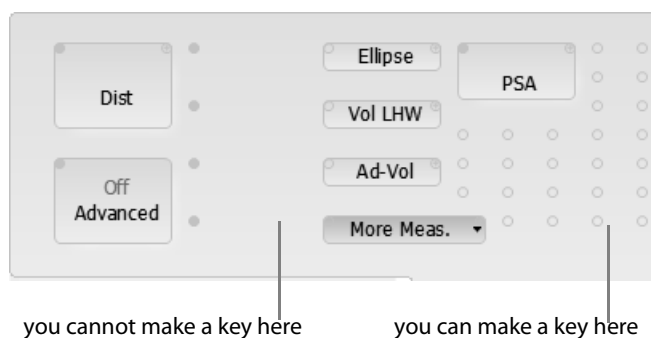 Ellipse
PSA
Dist
Vol LHW
Ad-Vol
Off
Advanced
More Meas.
you cannot make a key here
you can make a key here